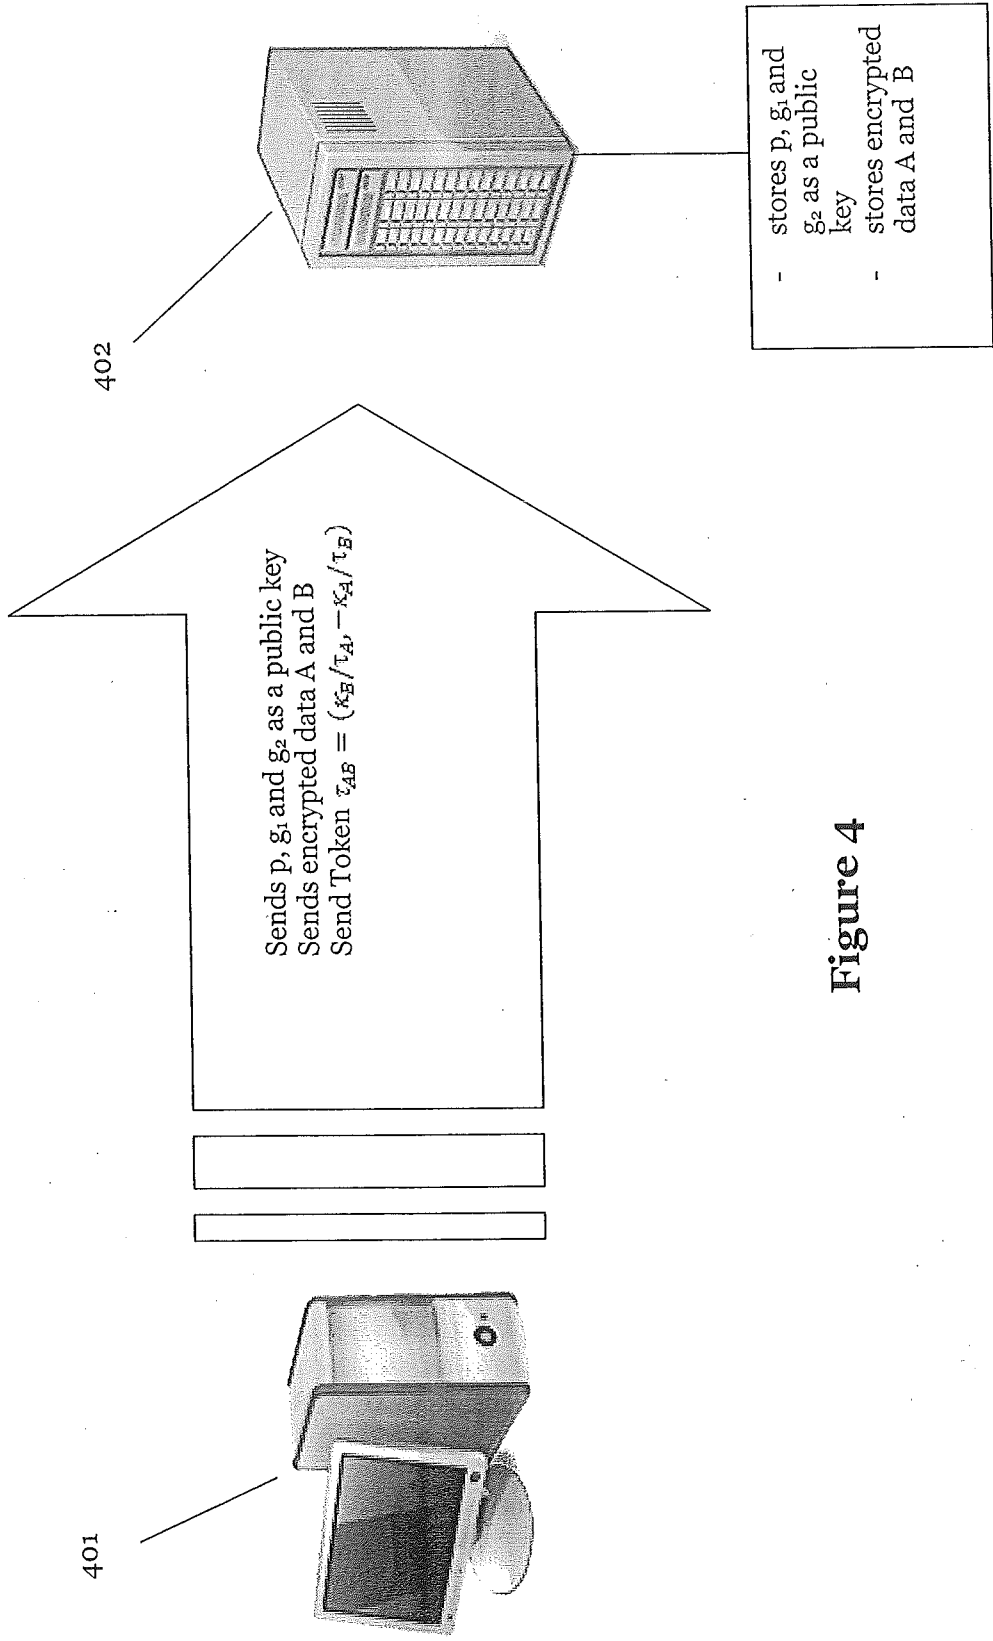 401
402
Sends p, g₁ and g₂ as a public key
Sends encrypted data A and B
Send Token τ_AB = (κ_B/τ_A, −κ_A/τ_B)
- stores p, g₁ and
g₂ as a public
key
- stores encrypted
data A and B
Figure 4